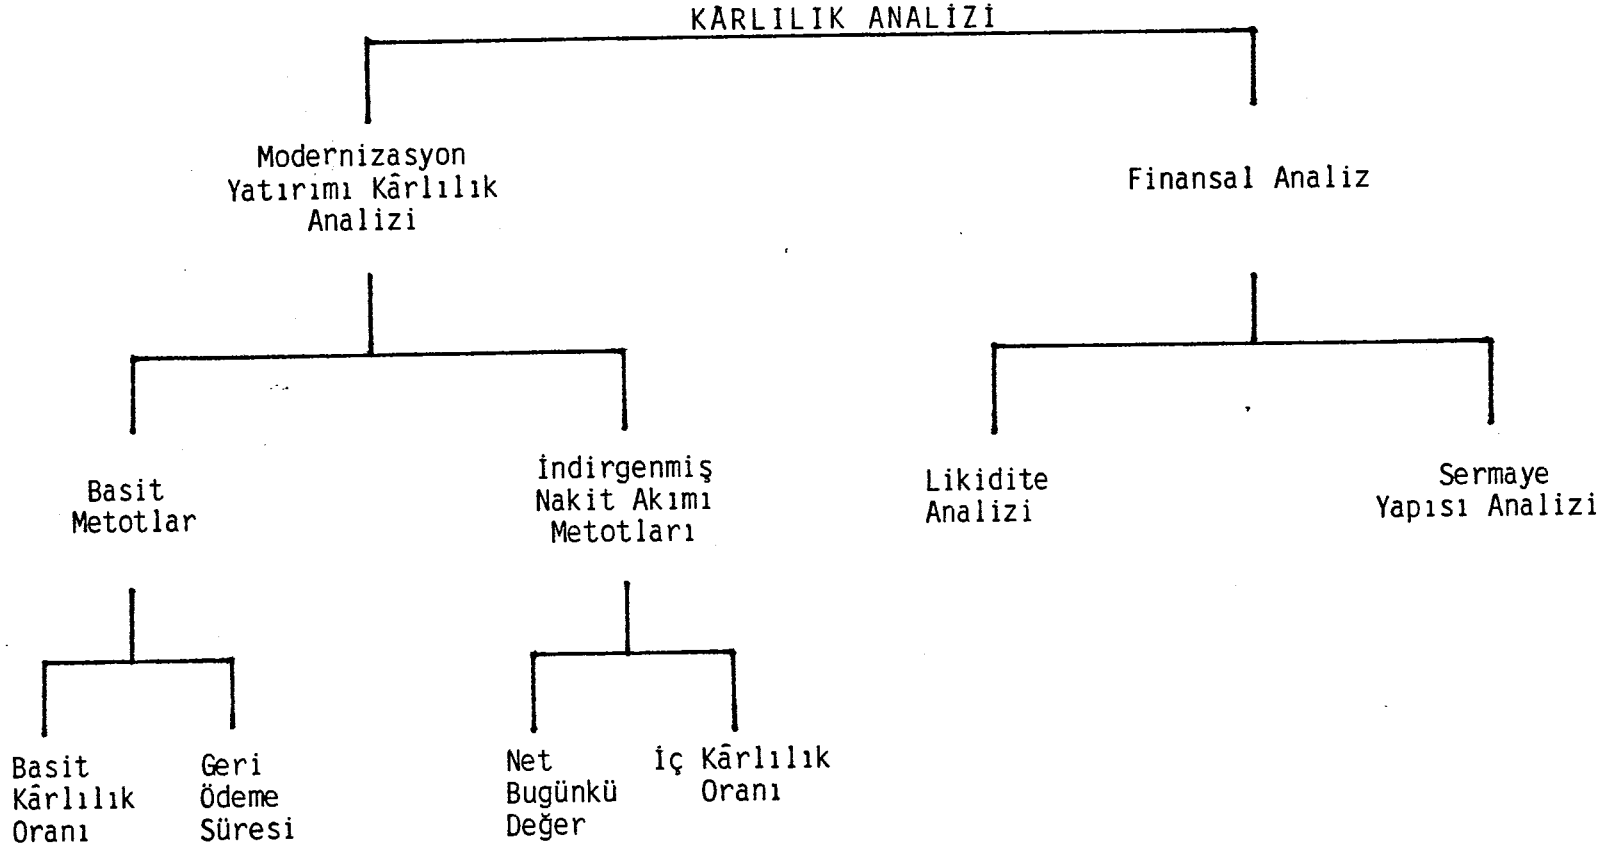 KÂRLILIK ANALİZİ
Modernizasyon
Yatırımı Kârlılık
Analizi
Finansal Analiz
Basit
Metotlar
İndirgenmiş
Nakit Akımı
Metotları
Likidite
Analizi
Sermaye
Yapısı Analizi
Basit
Kârlılık
Oranı
Geri
Ödeme
Süresi
Net
Bugünkü
Değer
İç Kârlılık
Oranı